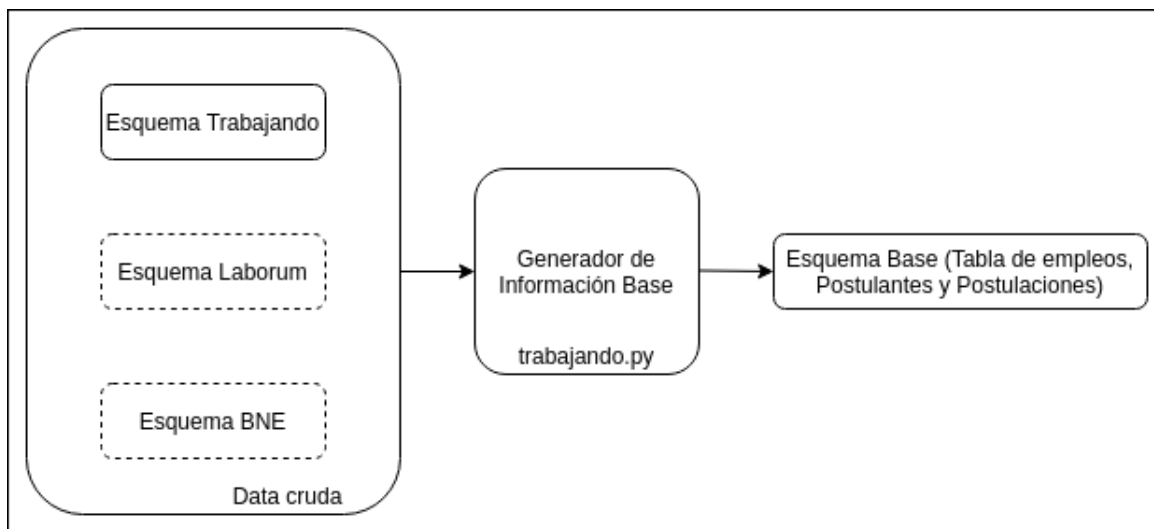 Esquema Trabajando
Esquema Laborum
Esquema BNE
Data cruda
Generador de
Información Base
trabajando.py
Esquema Base (Tabla de empleos,
Postulantes y Postulaciones)